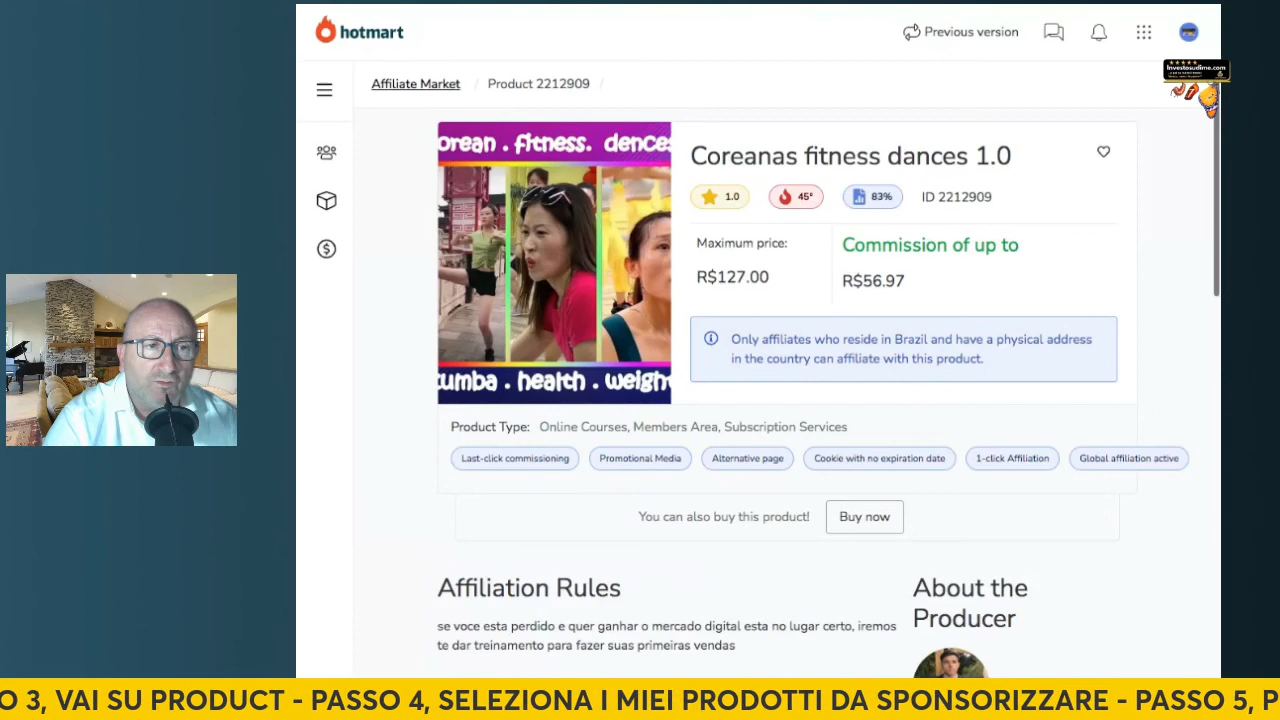 hotmart
Previous version
Affiliate Market
Product 2212909 /
Investosudime.com
orean . fitness. dences
Coreanas fitness dances 1.0
1.0
45°
83%
ID 2212909
Maximum price:
R$127.00
Commission of up to
R$56.97
Only affiliates who reside in Brazil and have a physical address
in the country can affiliate with this product.
zumba . health . weigh
Product Type: Online Courses, Members Area, Subscription Services
Last-click commissioning
Promotional Media
Alternative page
Cookie with no expiration date
1-click Affiliation
Global affiliation active
You can also buy this product!
Buy now
Affiliation Rules
se voce esta perdido e quer ganhar o mercado digital esta no lugar certo, iremos
te dar treinamento para fazer suas primeiras vendas
About the
Producer
O 3, VAI SU PRODUCT - PASSO 4, SELEZIONA I MIEI PRODOTTI DA SPONSORIZZARE - PASSO 5, P